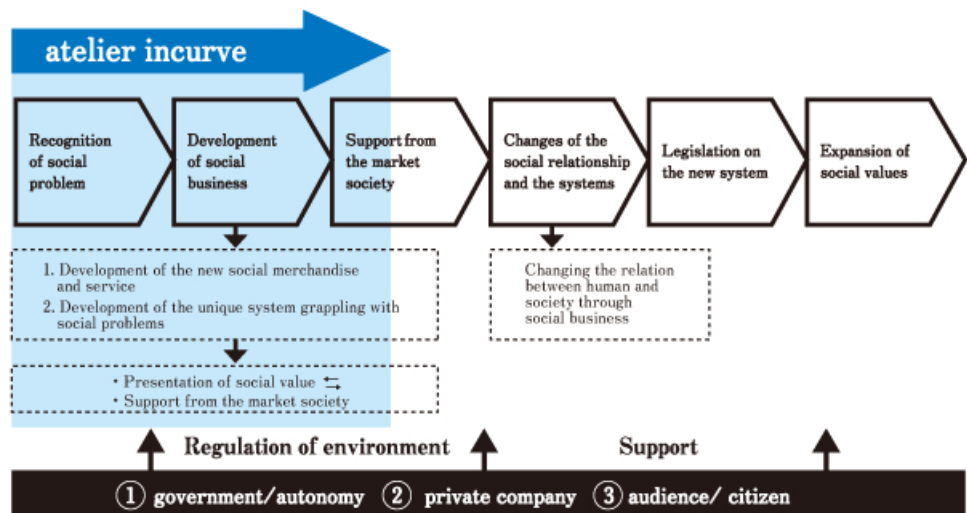 atelier incurve
Recognition
of social
problem
Development
of social
business
Support from
the market
society
Changes of the
social relationship
and the systems
Legislation on
the new system
Expansion of
social values
1. Development of the new social merchandise
and service
2. Development of the unique system grappling with
social problems
Changing the relation
between human and
society through
social business
• Presentation of social value ⇆
• Support from the market society
Regulation of environment
Support
① government/autonomy ② private company ③ audience/ citizen